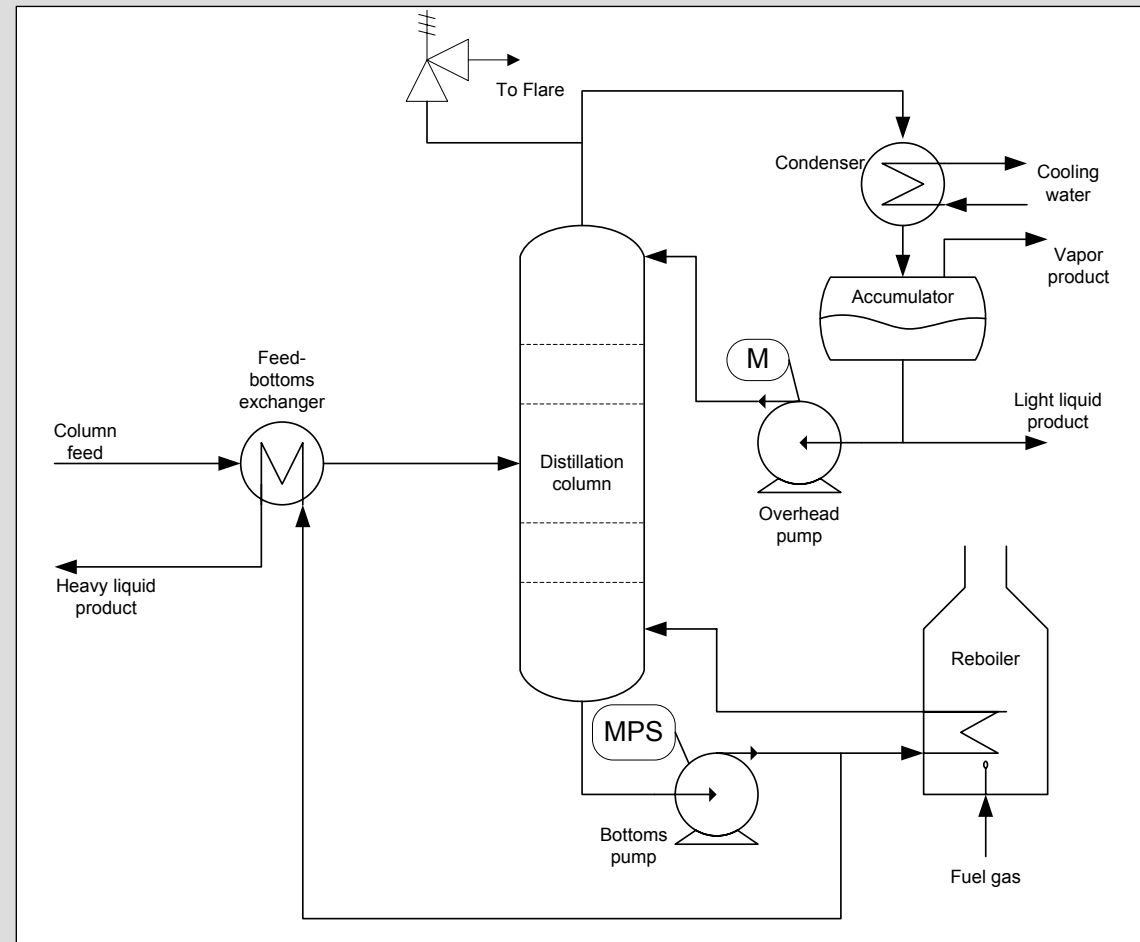 To Flare
Condenser
Cooling
water
Vapor
product
Accumulator
M
Feed-
bottoms
exchanger
Column
feed
Light liquid
product
Distillation
column
Overhead
pump
Heavy liquid
product
Reboiler
MPS
Bottoms
pump
Fuel gas